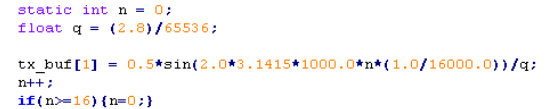 static int n = 0;
float q = (2.8)/65536;
tx_buf[1] = 0.5*sin(2.0*3.1415*1000.0*n*(1.0/16000.0))/q;
n++;
if(n>=16){n=0;}